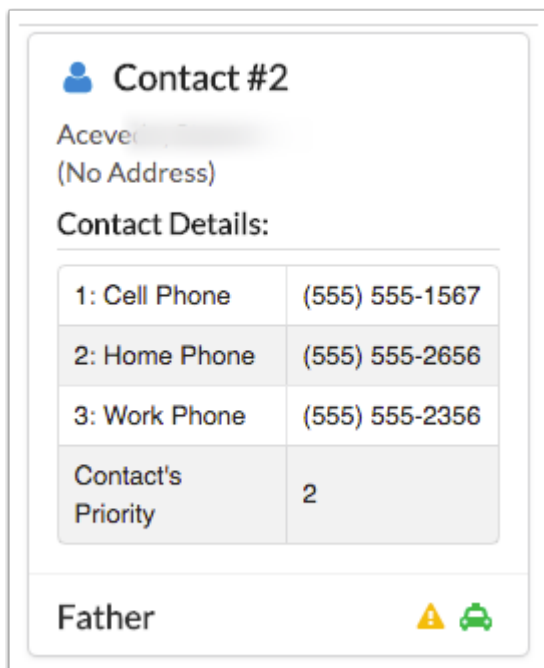 Contact #2
(No Address)
Contact Details:
1: Cell Phone (555) 555-1567
2: Home Phone (555) 555-2656
3: Work Phone (555) 555-2356
Contact's
Priority
2
Father